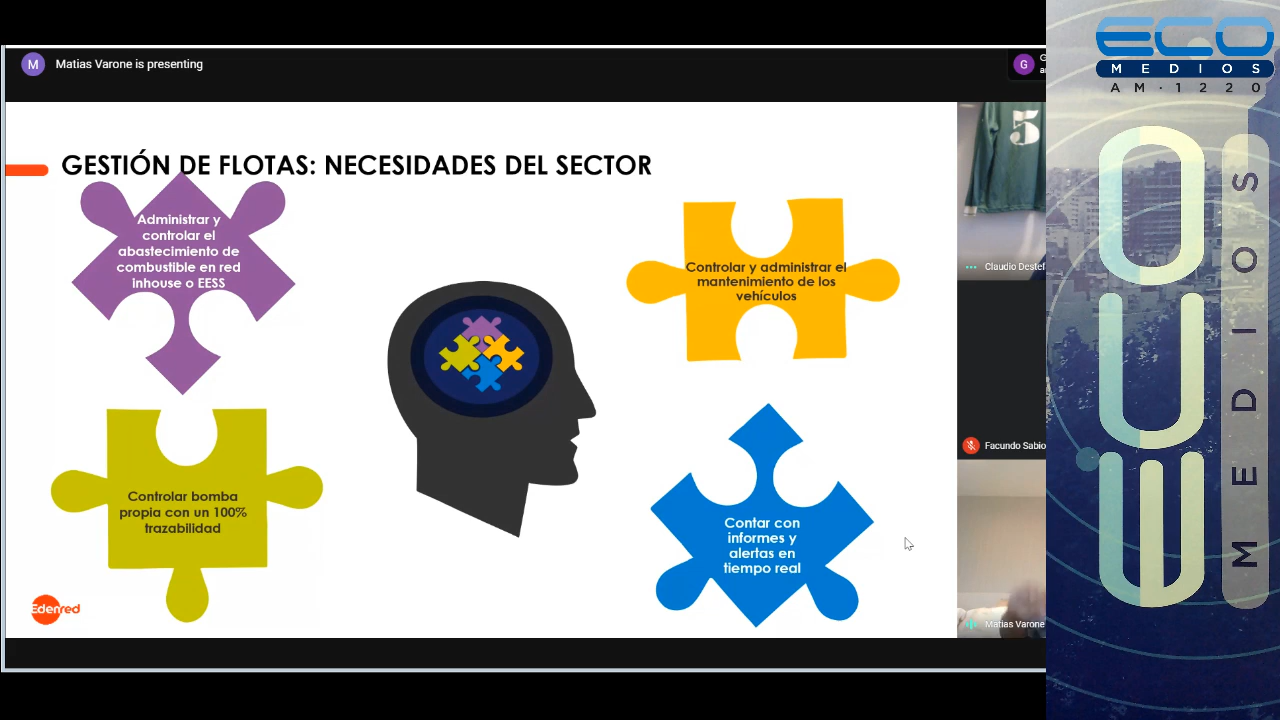 M
Matias Varone is presenting
G
GESTIÓN DE FLOTAS: NECESIDADES DEL SECTOR
Administrar y
controlar el
abastecimiento de
combustible en red
Inhouse o EESS
Controlar y administrar el
mantenimiento de los
vehículos
Controlar bomba
propia con un 100%
trazabilidad
Contar con
informes y
alertas en
tiempo real
Edenred
5
Claudio Destef
Facundo Sabio
Matias Varone
ECO
MEDIOS
AM·1220
ECO
MEDIOS